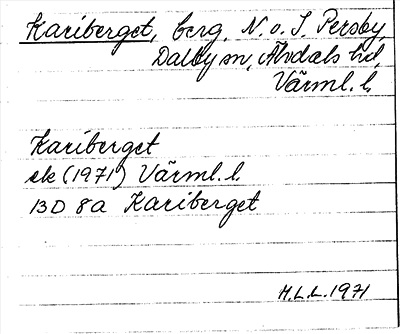 Kariberget, berg, N. o. I. Persby,
Dalby sn, Älvdals hd,
Värml. l.
Kariberget
ek (1971) Värml. l.
13D 8a Kariberget
H.L.L. 1971